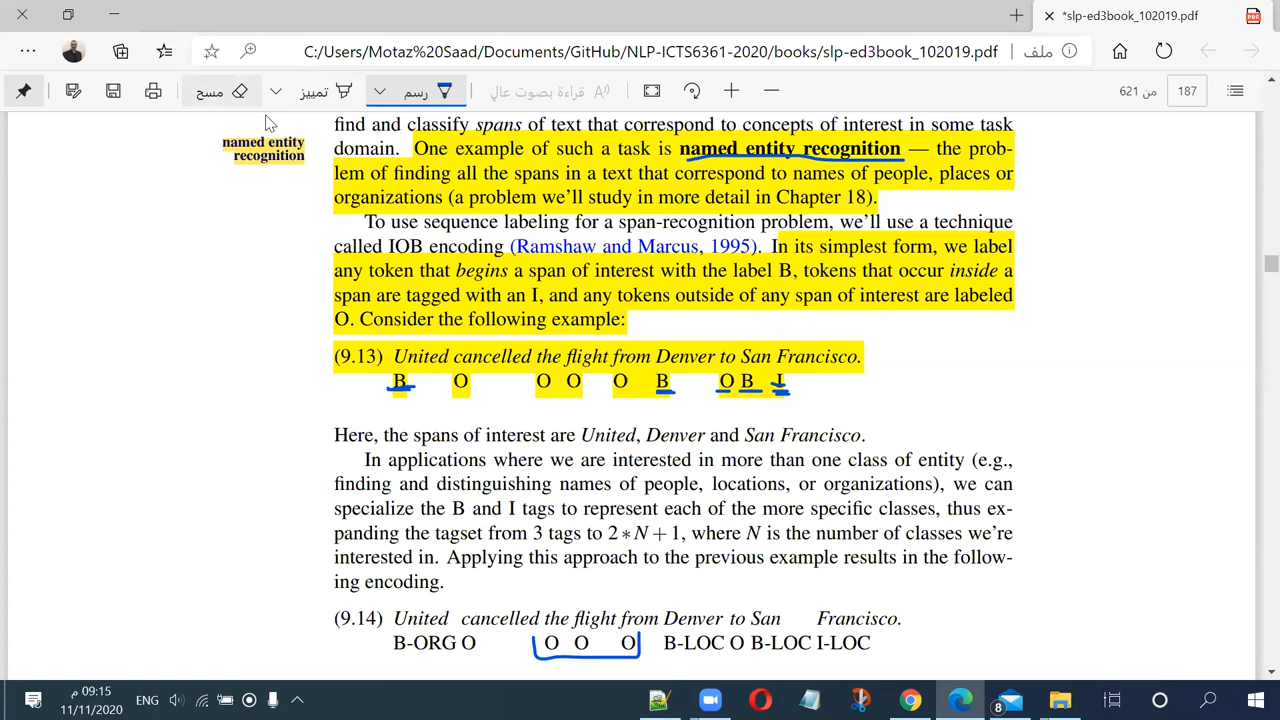 *slp-ed3book_102019.pdf
C:/Users/Motaz%20Saad/Documents/GitHub/NLP-ICTS6361-2020/books/slp-ed3book_102019.pdf
ملف
مسح
تمييز
رسم
قراءة بصوت عالٍ
من 621
187
find and classify spans of text that correspond to concepts of interest in some task
named entity
recognition
domain. One example of such a task is named entity recognition — the prob-
lem of finding all the spans in a text that correspond to names of people, places or
organizations (a problem we'll study in more detail in Chapter 18).
To use sequence labeling for a span-recognition problem, we'll use a technique
called IOB encoding (Ramshaw and Marcus, 1995). In its simplest form, we label
any token that begins a span of interest with the label B, tokens that occur inside a
span are tagged with an I, and any tokens outside of any span of interest are labeled
O. Consider the following example:
(9.13) United cancelled the flight from Denver to San Francisco.
B O O O O B O B I
Here, the spans of interest are United, Denver and San Francisco.
In applications where we are interested in more than one class of entity (e.g.,
finding and distinguishing names of people, locations, or organizations), we can
specialize the B and I tags to represent each of the more specific classes, thus ex-
panding the tagset from 3 tags to 2 ∗ N + 1, where N is the number of classes we're
interested in. Applying this approach to the previous example results in the follow-
ing encoding.
(9.14) United cancelled the flight from Denver to San Francisco.
B-ORG O O O O B-LOC O B-LOC I-LOC
09:15 م
11/11/2020
ENG
8